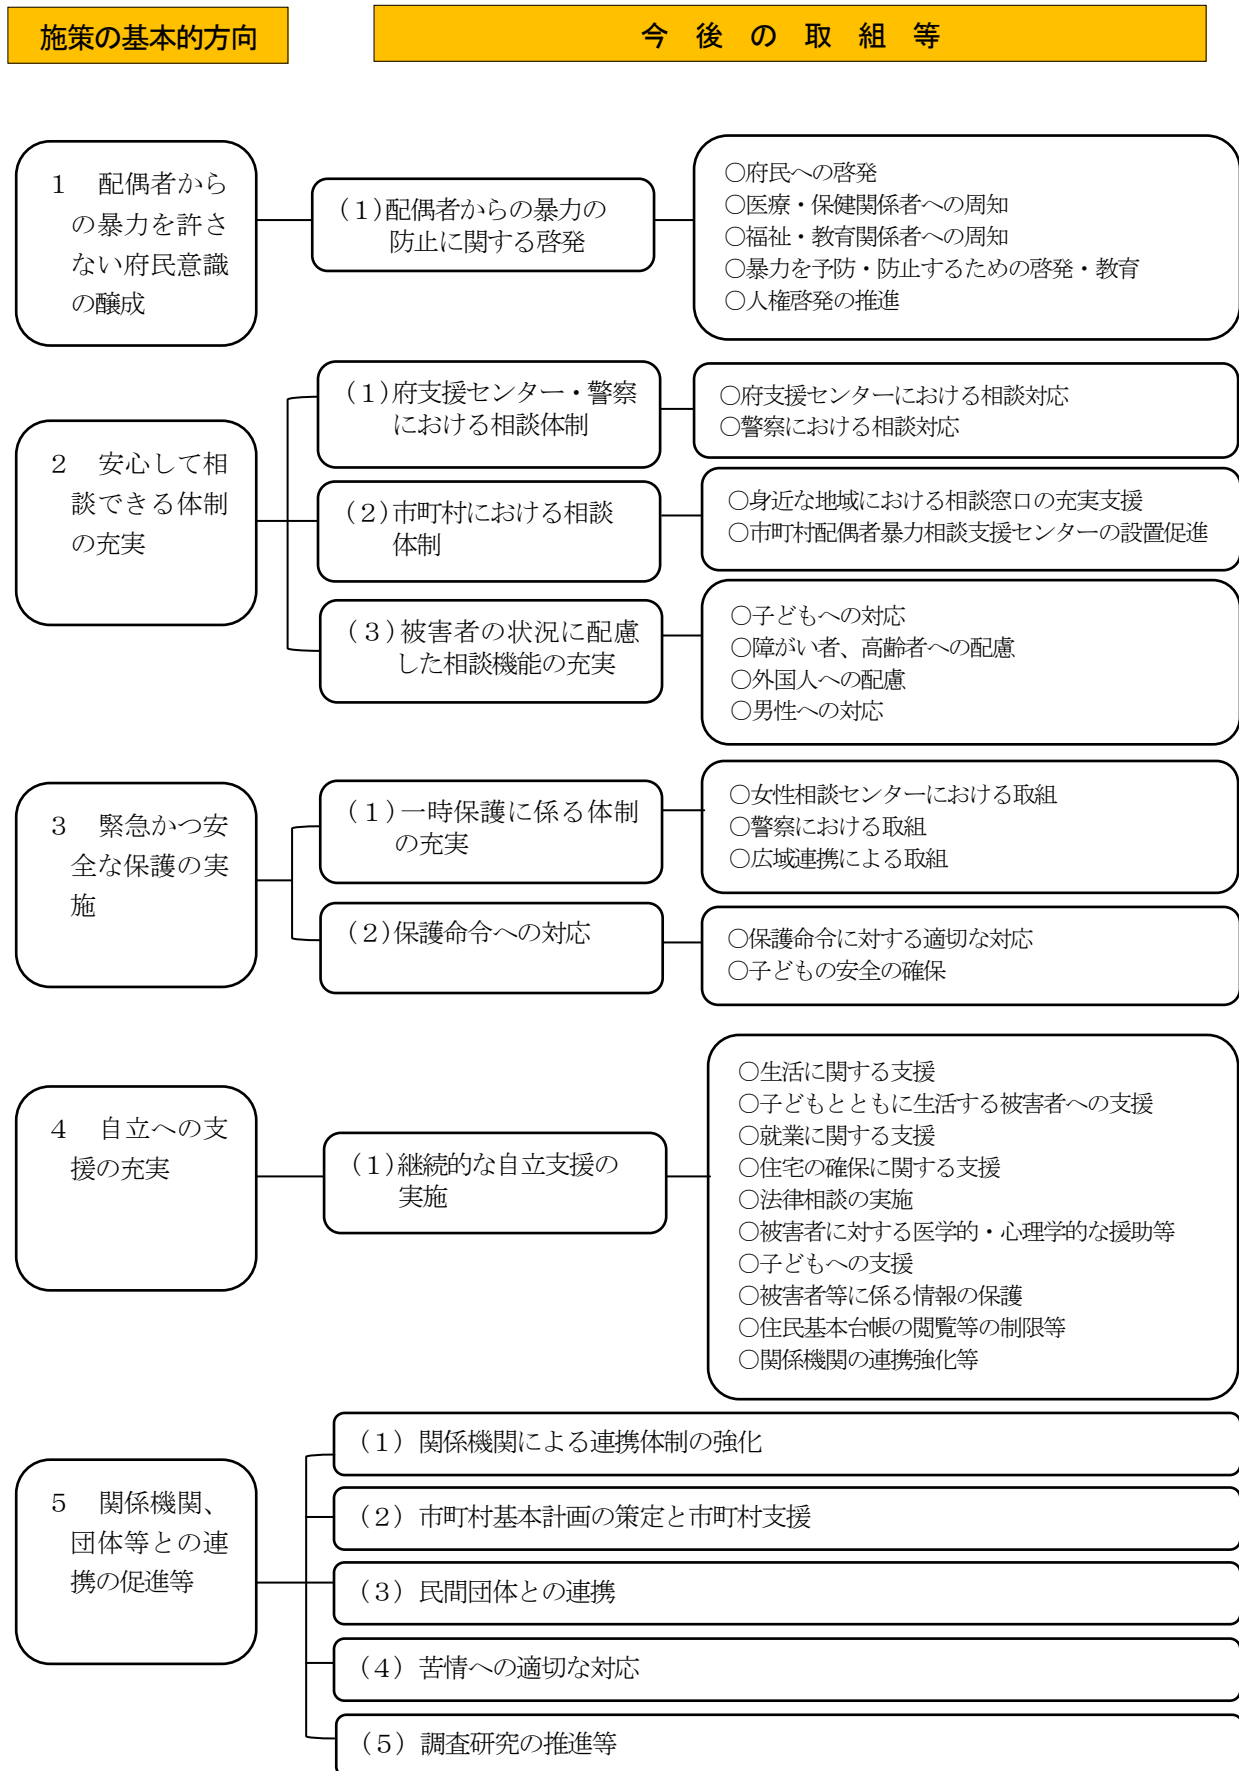 施策の基本的方向
今後の取組等
１　配偶者から
の暴力を許さ
ない府民意識
の醸成
（１）配偶者からの暴力の
防止に関する啓発
○府民への啓発
○医療・保健関係者への周知
○福祉・教育関係者への周知
○暴力を予防・防止するための啓発・教育
○人権啓発の推進
２　安心して相
談できる体制
の充実
（１）府支援センター・警察
における相談体制
○府支援センターにおける相談対応
○警察における相談対応
（２）市町村における相談
体制
○身近な地域における相談窓口の充実支援
○市町村配偶者暴力相談支援センターの設置促進
（３）被害者の状況に配慮
した相談機能の充実
○子どもへの対応
○障がい者、高齢者への配慮
○外国人への配慮
○男性への対応
３　緊急かつ安
全な保護の実
施
（１）一時保護に係る体制
の充実
○女性相談センターにおける取組
○警察における取組
○広域連携による取組
（２）保護命令への対応
○保護命令に対する適切な対応
○子どもの安全の確保
４　自立への支
援の充実
（１）継続的な自立支援の
実施
○生活に関する支援
○子どもとともに生活する被害者への支援
○就業に関する支援
○住宅の確保に関する支援
○法律相談の実施
○被害者に対する医学的・心理学的な援助等
○子どもへの支援
○被害者等に係る情報の保護
○住民基本台帳の閲覧等の制限等
○関係機関の連携強化等
５　関係機関、
団体等との連
携の促進等
（１）関係機関による連携体制の強化
（２）市町村基本計画の策定と市町村支援
（３）民間団体との連携
（４）苦情への適切な対応
（５）調査研究の推進等